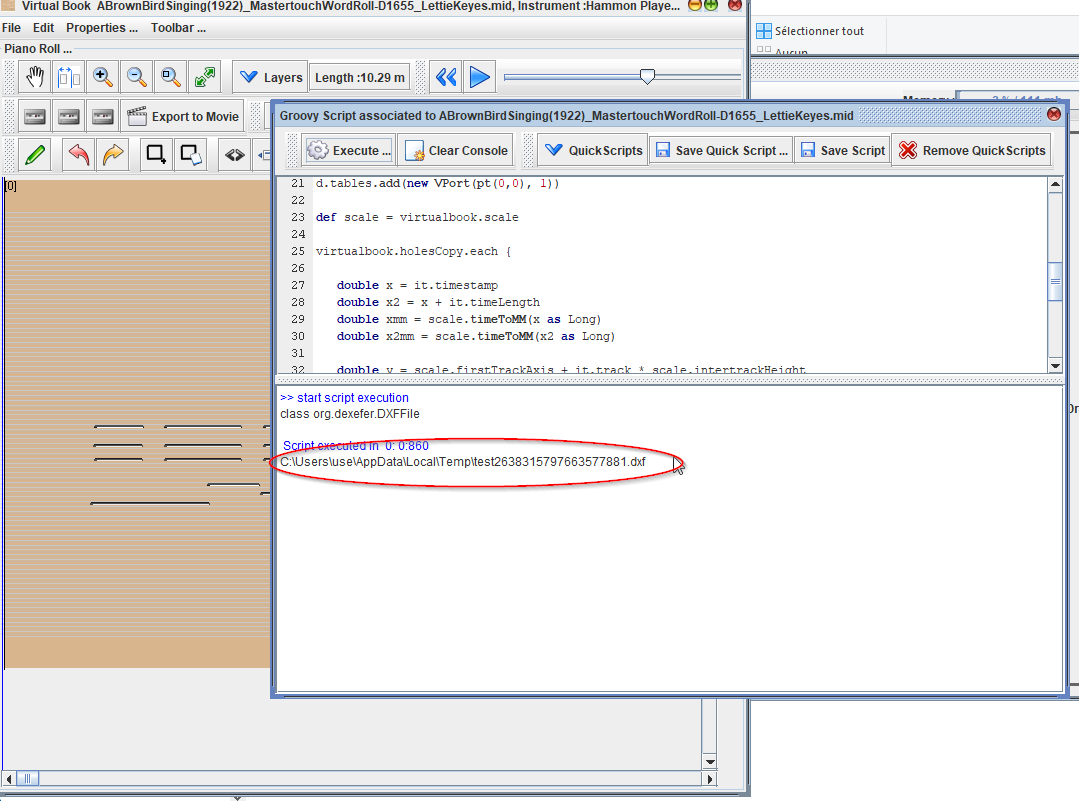 Virtual Book ABrownBirdSinging(1922)_MastertouchWordRoll-D1655_LettieKeyes.mid, Instrument :Hammon Playe...
File Edit Properties ... Toolbar ...
Piano Roll ...
Layers
Length :10.29 m
Export to Movie
[0]
Sélectionner tout
Aucun
Groovy Script associated to ABrownBirdSinging(1922)_MastertouchWordRoll-D1655_LettieKeyes.mid
Execute ... Clear Console QuickScripts Save Quick Script ... Save Script Remove QuickScripts
21 d.tables.add(new VPort(pt(0,0), 1))
22
23 def scale = virtualbook.scale
24
25 virtualbook.holesCopy.each {
26
27 double x = it.timestamp
28 double x2 = x + it.timeLength
29 double xmm = scale.timeToMM(x as Long)
30 double x2mm = scale.timeToMM(x2 as Long)
31
32 double y = scale.firstTrackAxis + it.track * scale.intertrackHeight
>> start script execution
class org.dexefer.DXFFile
Script executed in 0: 0:860
C:\Users\use\AppData\Local\Temp\test2638315797663577881.dxf